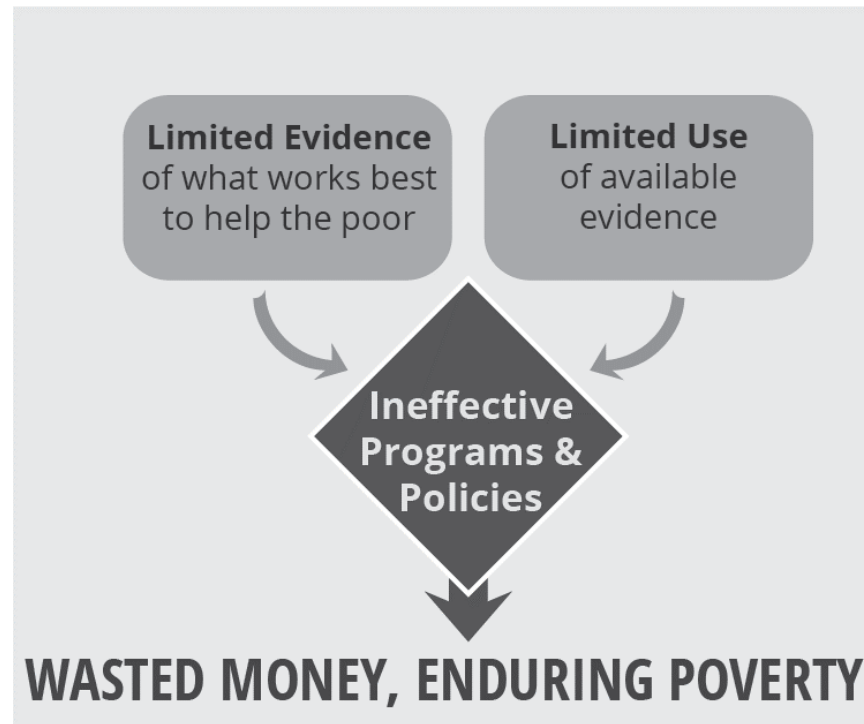 Limited Evidence
of what works best
to help the poor
Limited Use
of available
evidence
Ineffective
Programs &
Policies
WASTED MONEY, ENDURING POVERTY